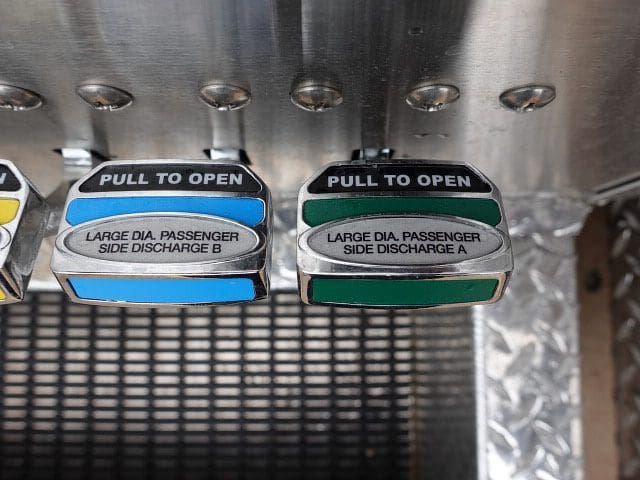 PULL TO OPEN
LARGE DIA. PASSENGER
SIDE DISCHARGE B
PULL TO OPEN
LARGE DIA. PASSENGER
SIDE DISCHARGE A